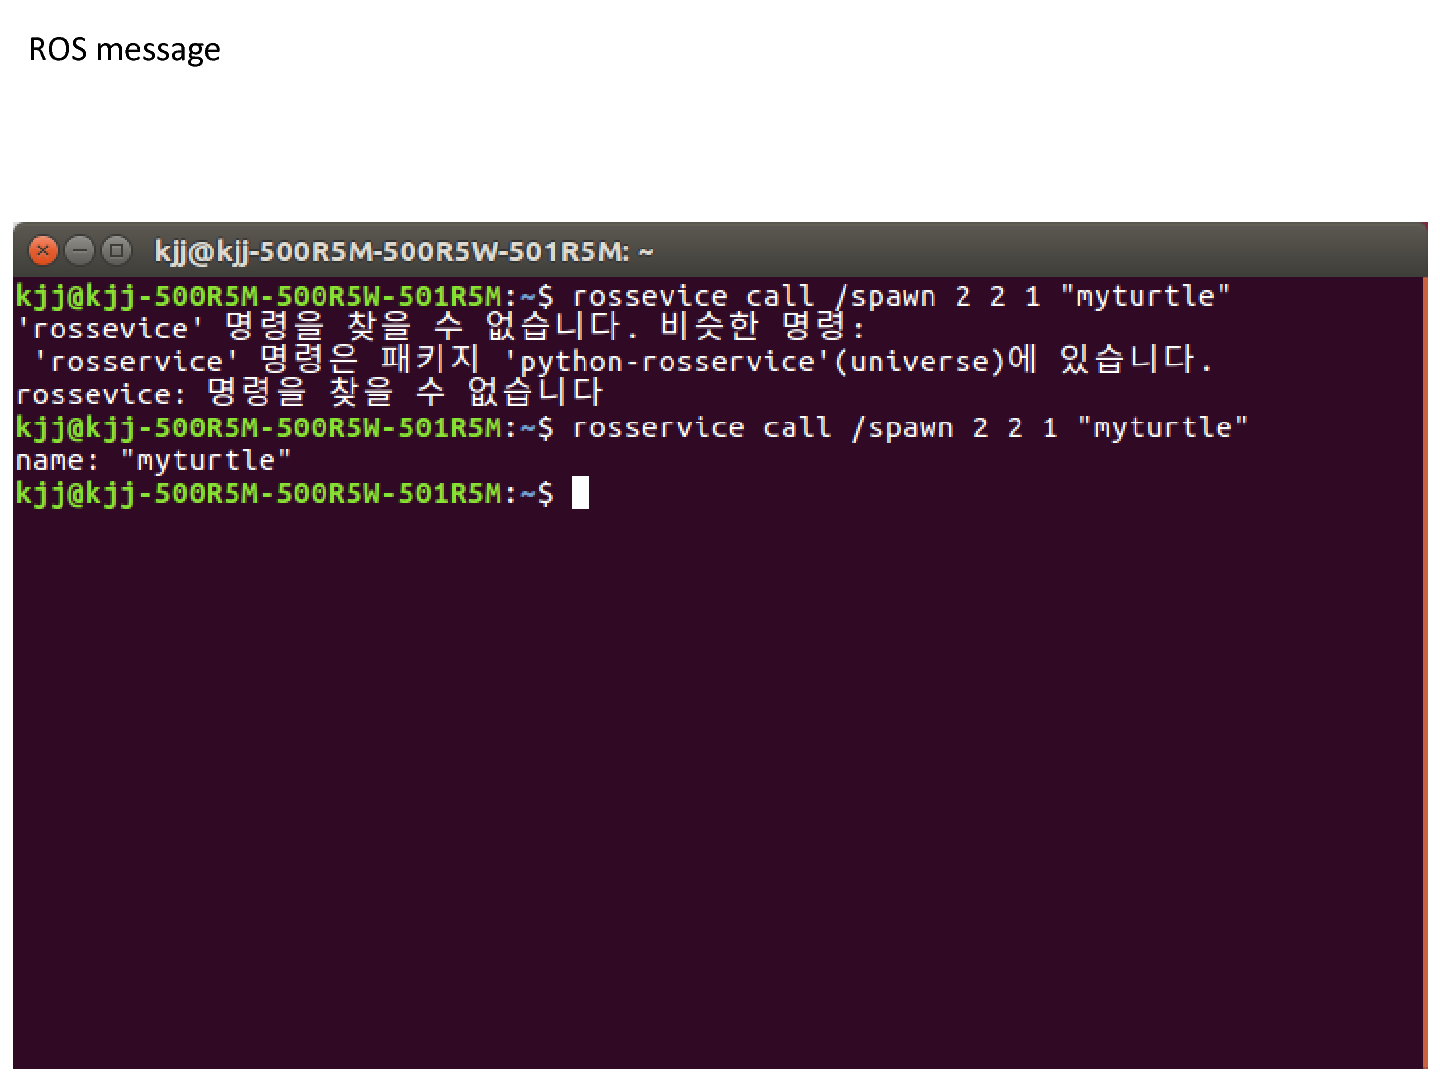 ROS message
kjj@kjj-500R5M-500R5W-501R5M: ~
kjj@kjj-500R5M-500R5W-501R5M:~$ rossevice call /spawn 2 2 1 "myturtle"
'rossevice' 명령을 찾을 수 없습니다. 비슷한 명령:
 'rosservice' 명령은 패키지 'python-rosservice'(universe)에 있습니다.
rossevice: 명령을 찾을 수 없습니다
kjj@kjj-500R5M-500R5W-501R5M:~$ rosservice call /spawn 2 2 1 "myturtle"
name: "myturtle"
kjj@kjj-500R5M-500R5W-501R5M:~$